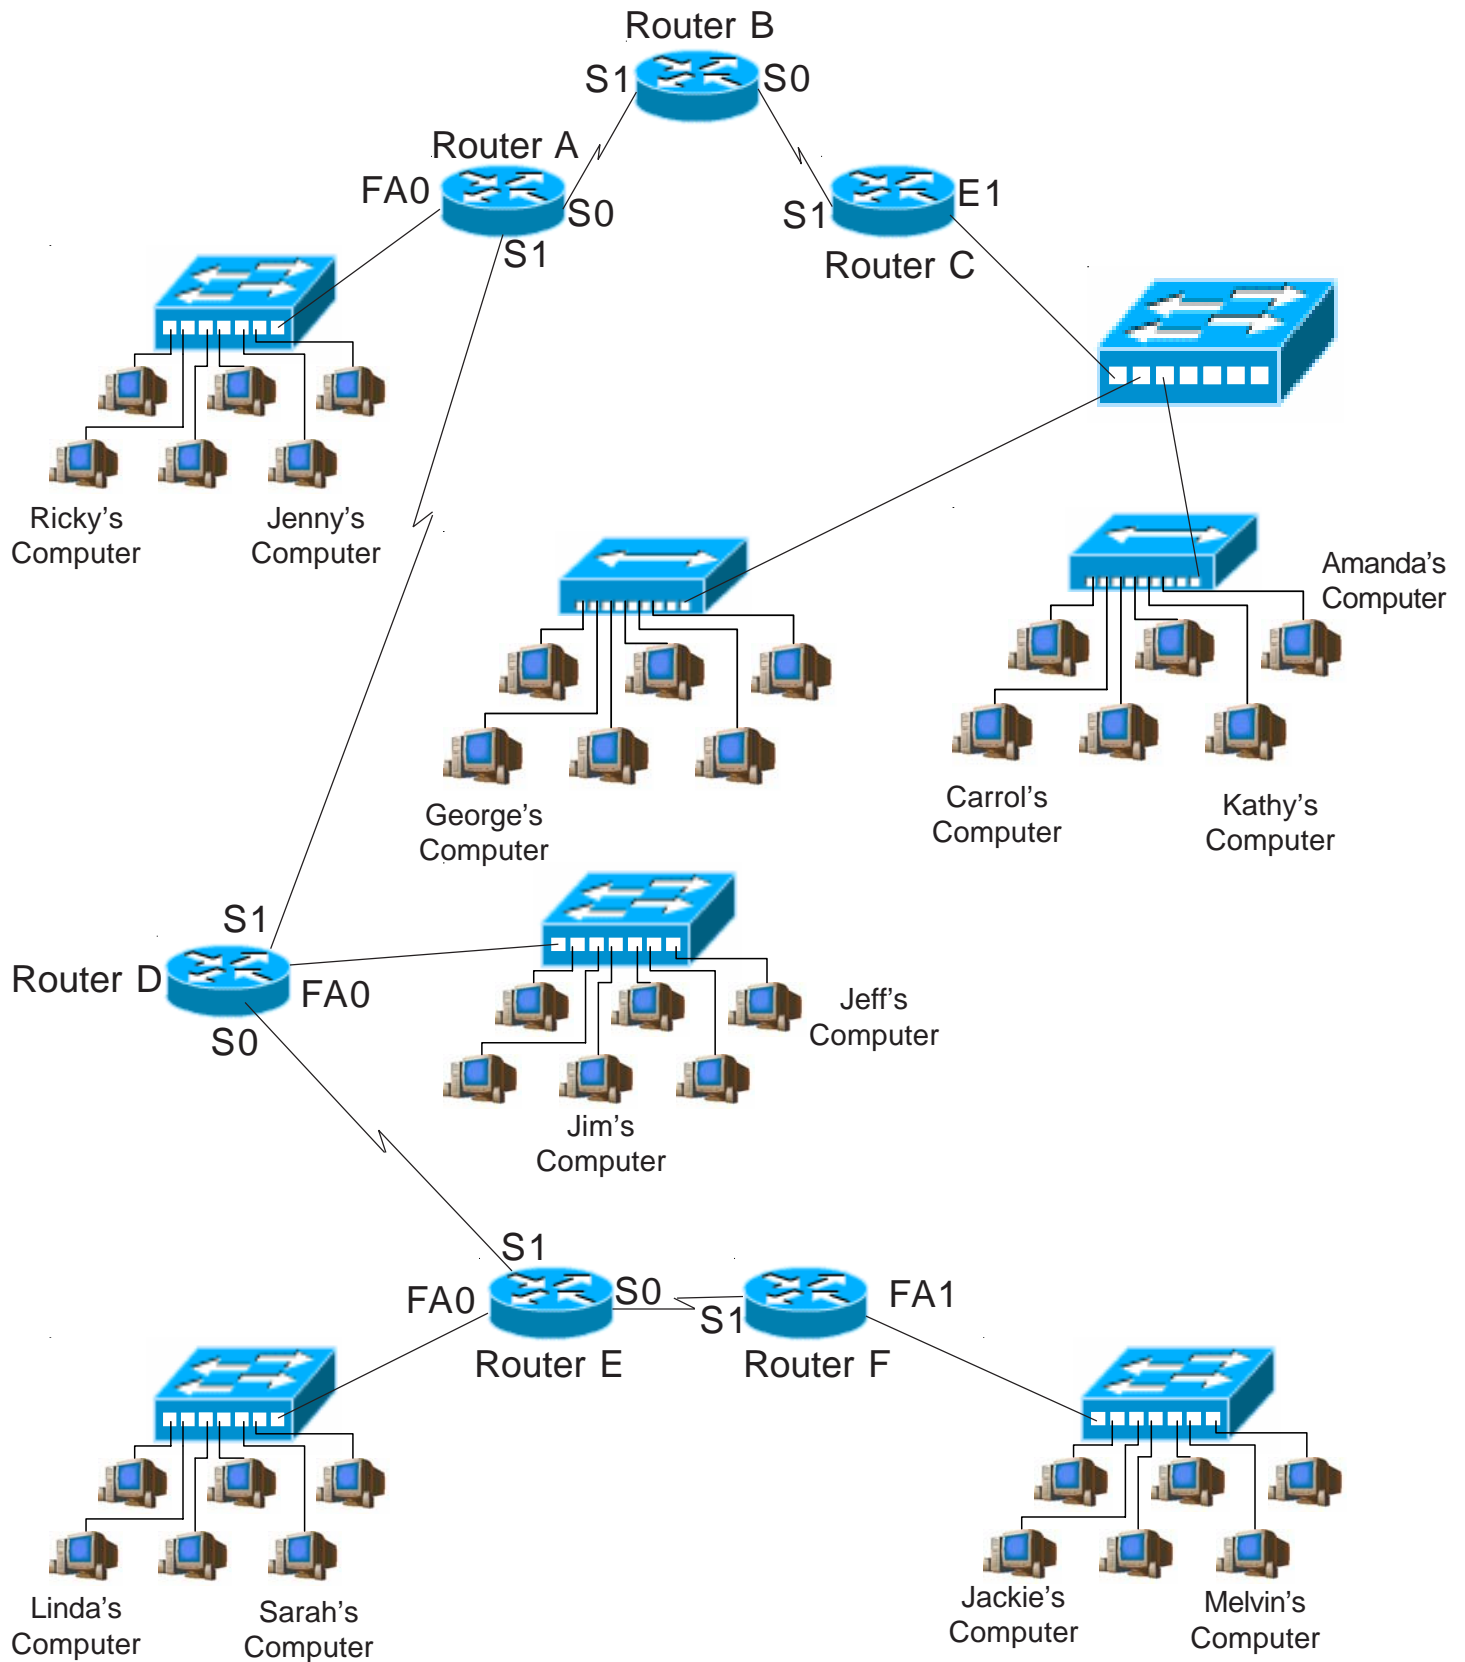 Router B
S1
S0
Router A
FA0
S0
S1
E1
S1
Router C
Ricky's
Computer
Jenny's
Computer
Amanda's
Computer
George's
Computer
Carrol's
Computer
Kathy's
Computer
S1
Router D
FA0
S0
Jeff's
Computer
Jim's
Computer
S1
FA0
S0
S1
FA1
Router E
Router F
Linda's
Computer
Sarah's
Computer
Jackie's
Computer
Melvin's
Computer